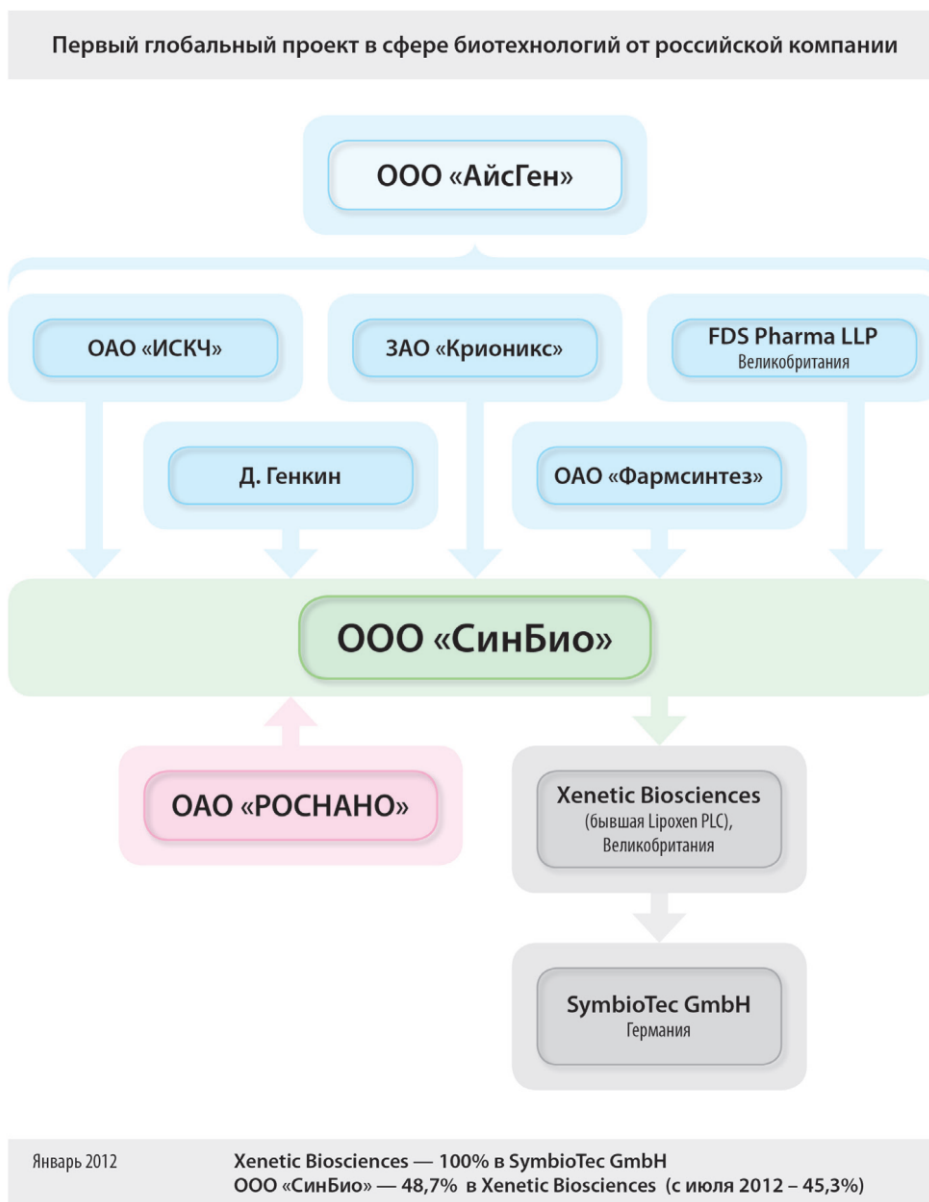 Первый глобальный проект в сфере биотехнологий от российской компании
ООО «АйсГен»
ОАО «ИСКЧ»
ЗАО «Крионикс»
FDS Pharma LLP
Великобритания
Д. Генкин
ОАО «Фармсинтез»
ООО «СинБио»
ОАО «РОСНАНО»
Xenetic Biosciences
(бывшая Lipoxen PLC),
Великобритания
SymbioTec GmbH
Германия
Январь 2012
Xenetic Biosciences — 100% в SymbioTec GmbH
ООО «СинБио» — 48,7% в Xenetic Biosciences (с июля 2012 – 45,3%)